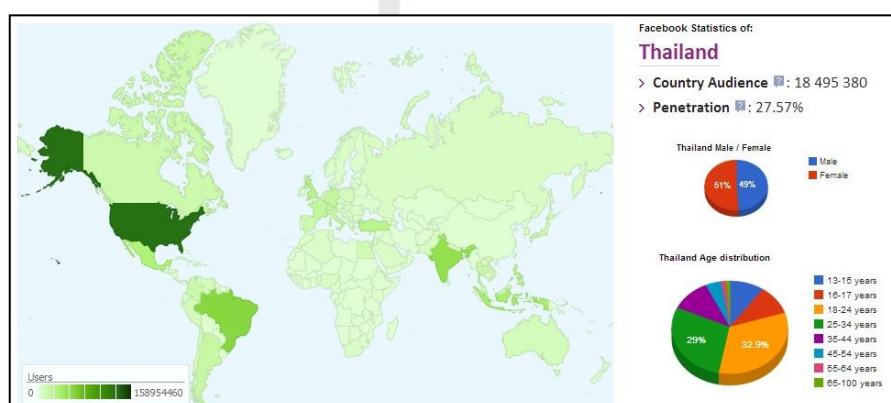 Facebook Statistics of:
Thailand
> Country Audience ?: 18 495 380
> Penetration ?: 27.57%
Thailand Male / Female
51%
49%
Male
Female
Thailand Age distribution
29%
32.9%
13-15 years
16-17 years
18-24 years
25-34 years
35-44 years
45-54 years
55-64 years
65-100 years
Users
0
158954460